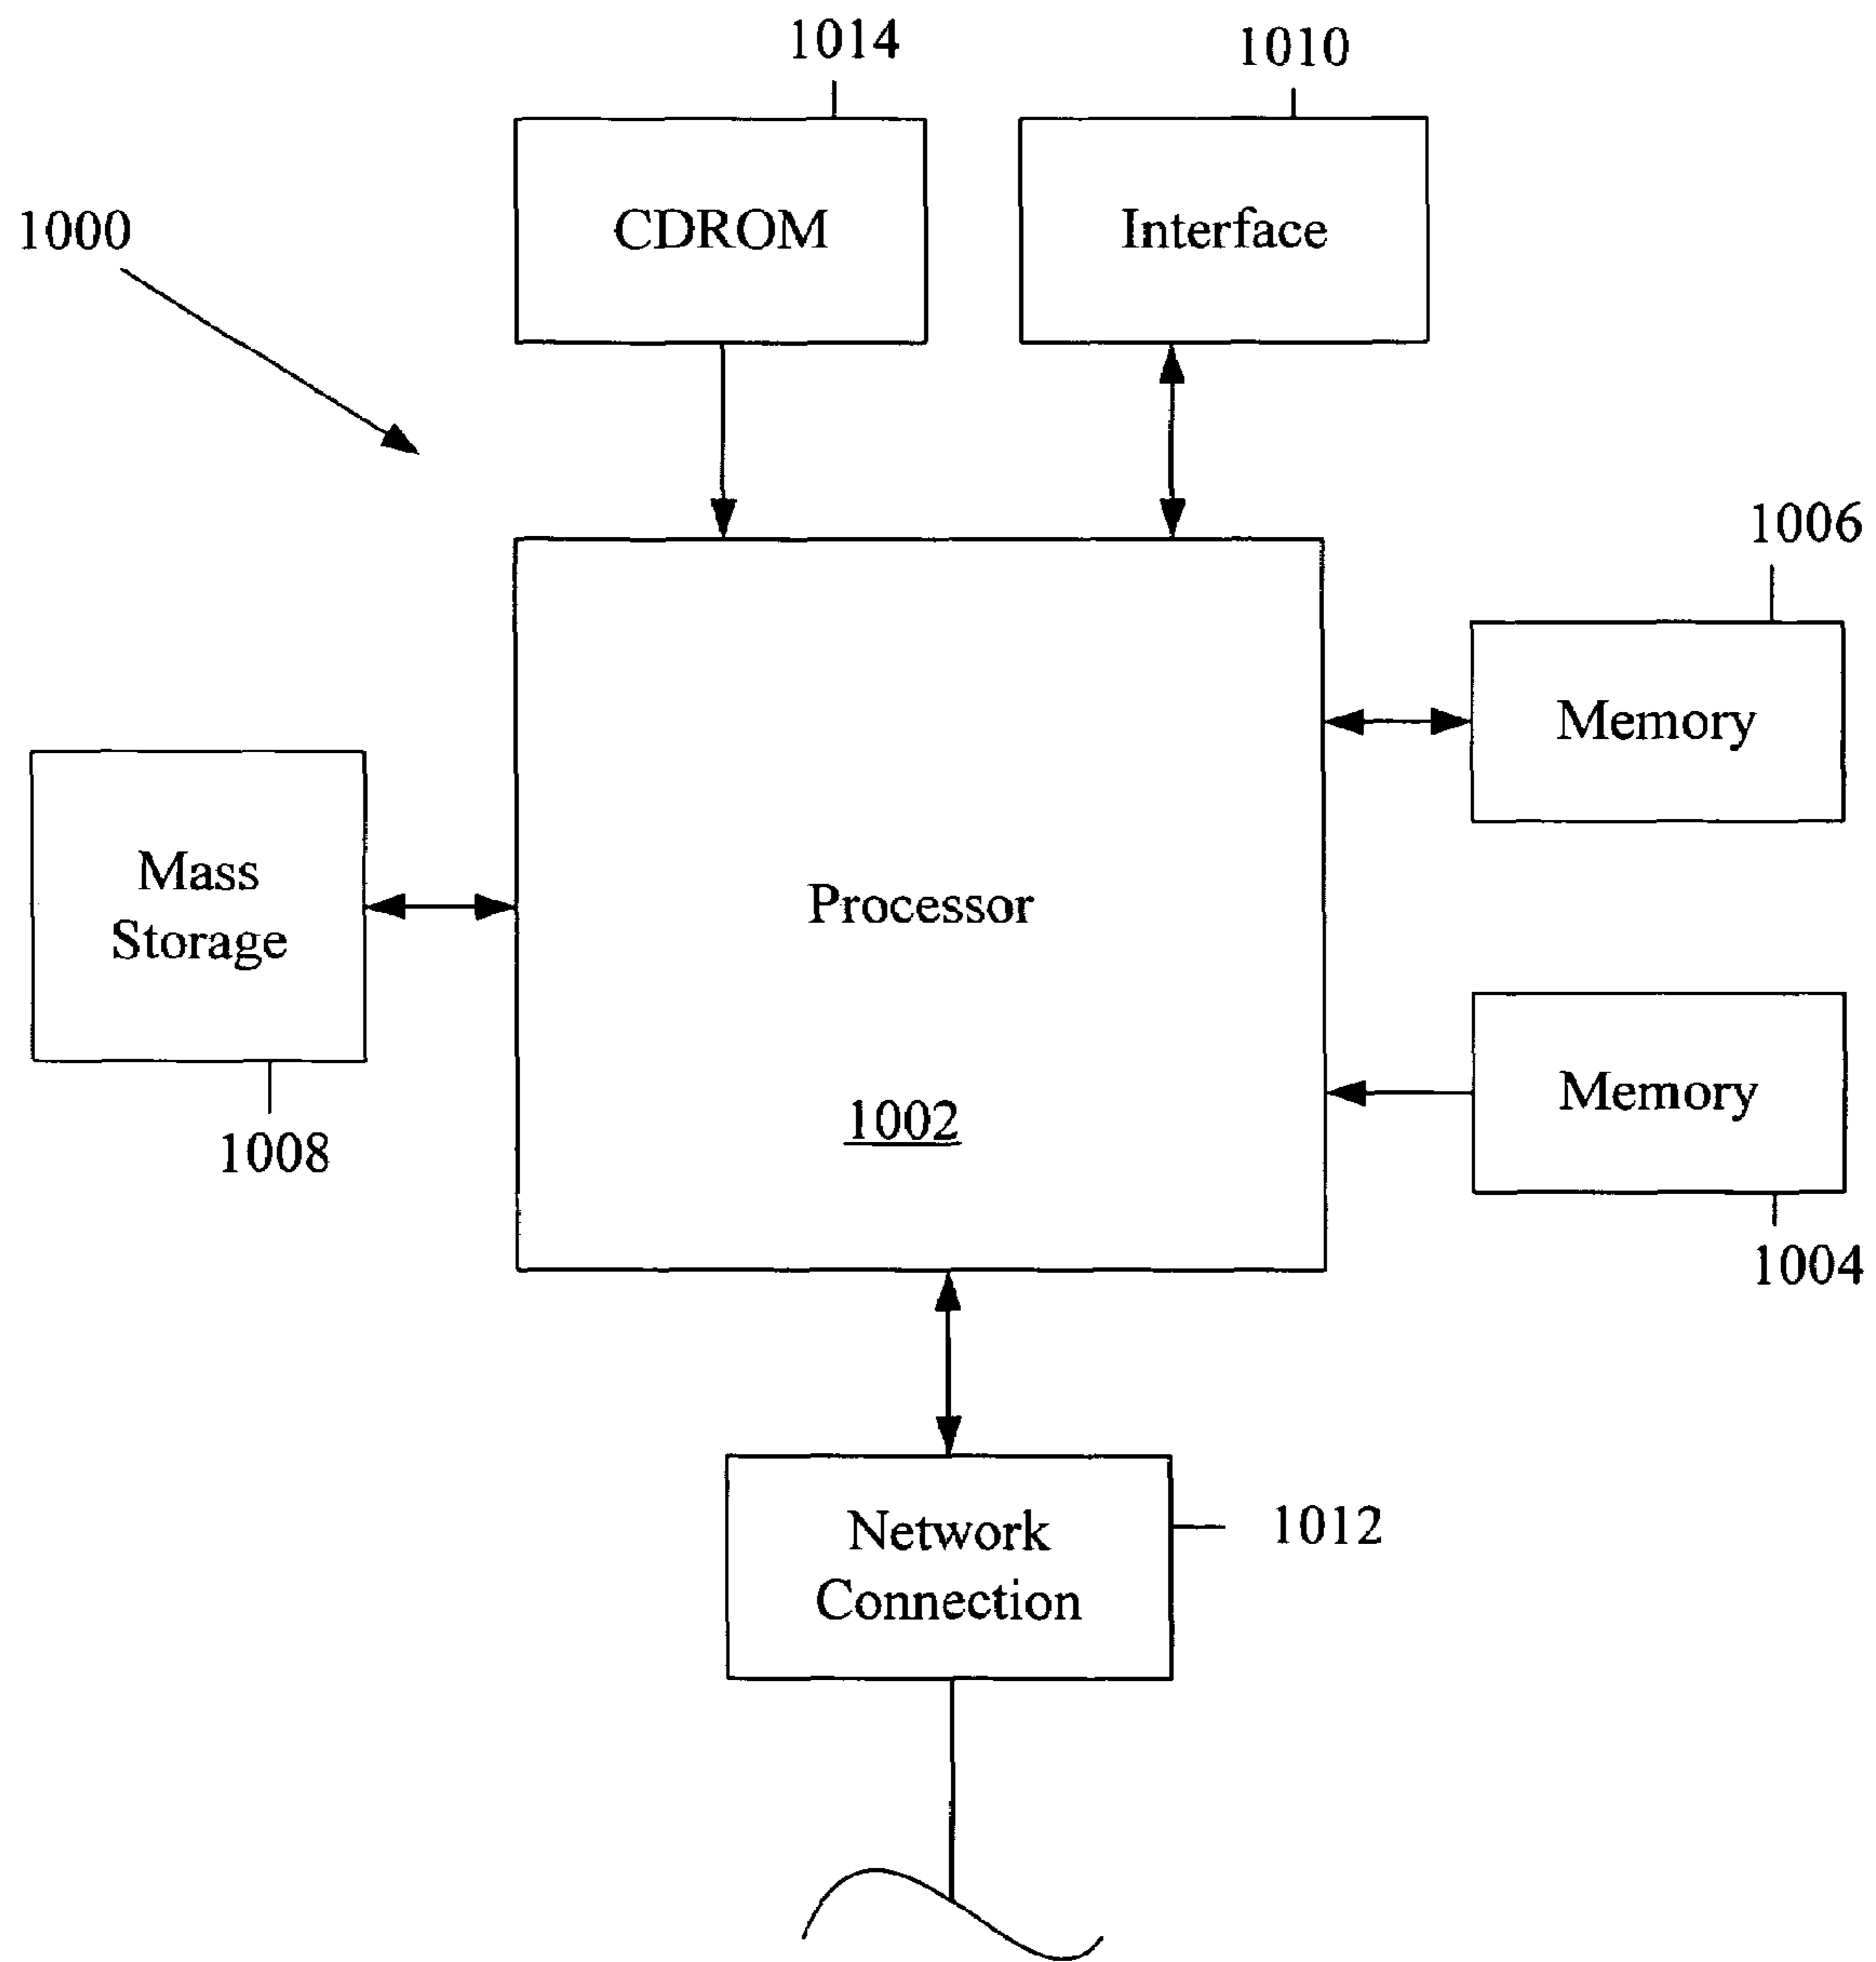 1014
1010
1000
CDROM
Interface
1006
Memory
Mass
Storage
Processor
1008
1002
Memory
1004
Network
Connection
1012